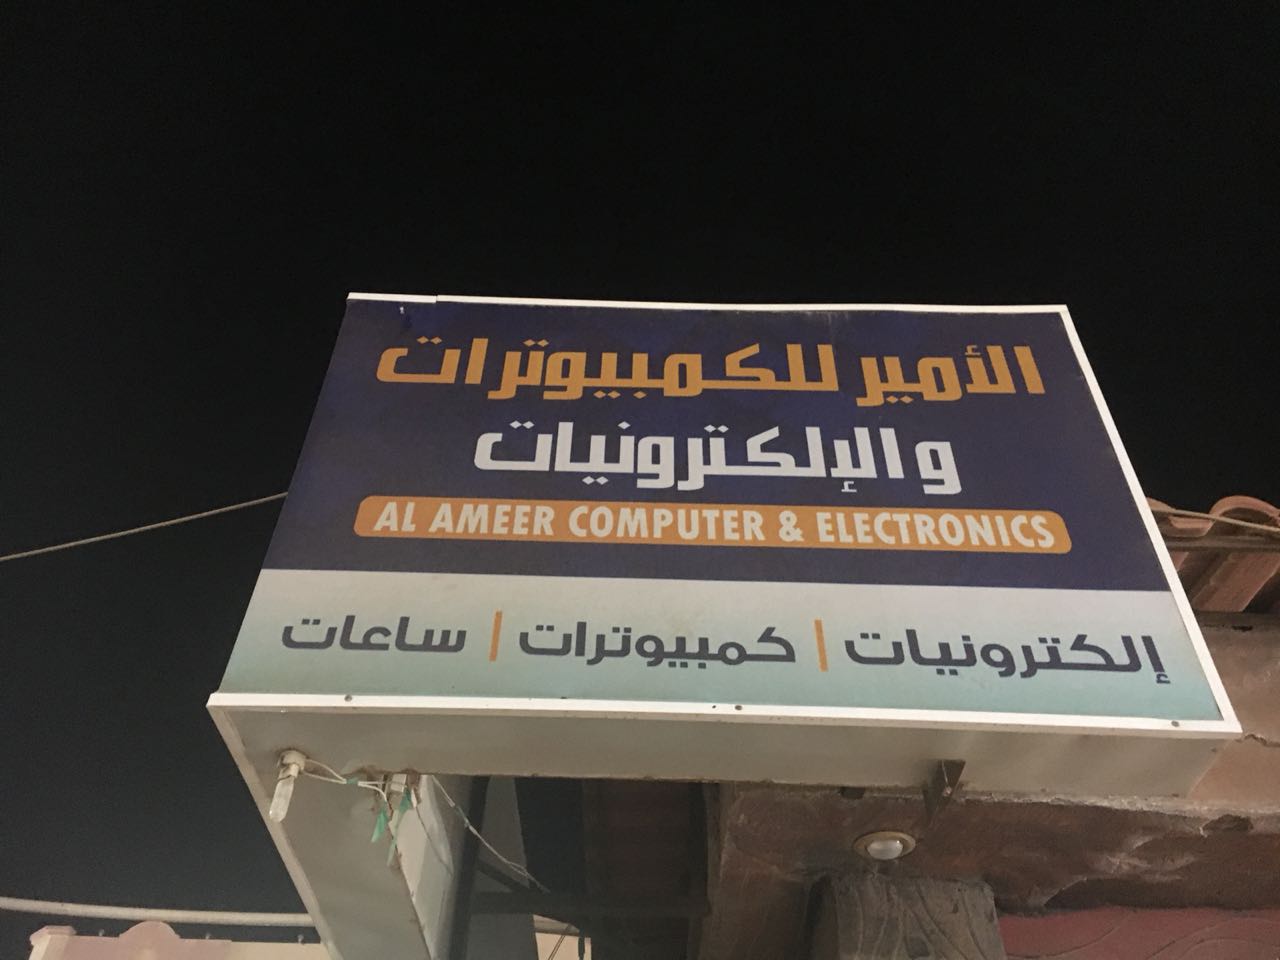 الأمير للكمبيوترات
والإلكترونيات
AL AMEER COMPUTER & ELECTRONICS
إلكترونيات | كمبيوترات | ساعات